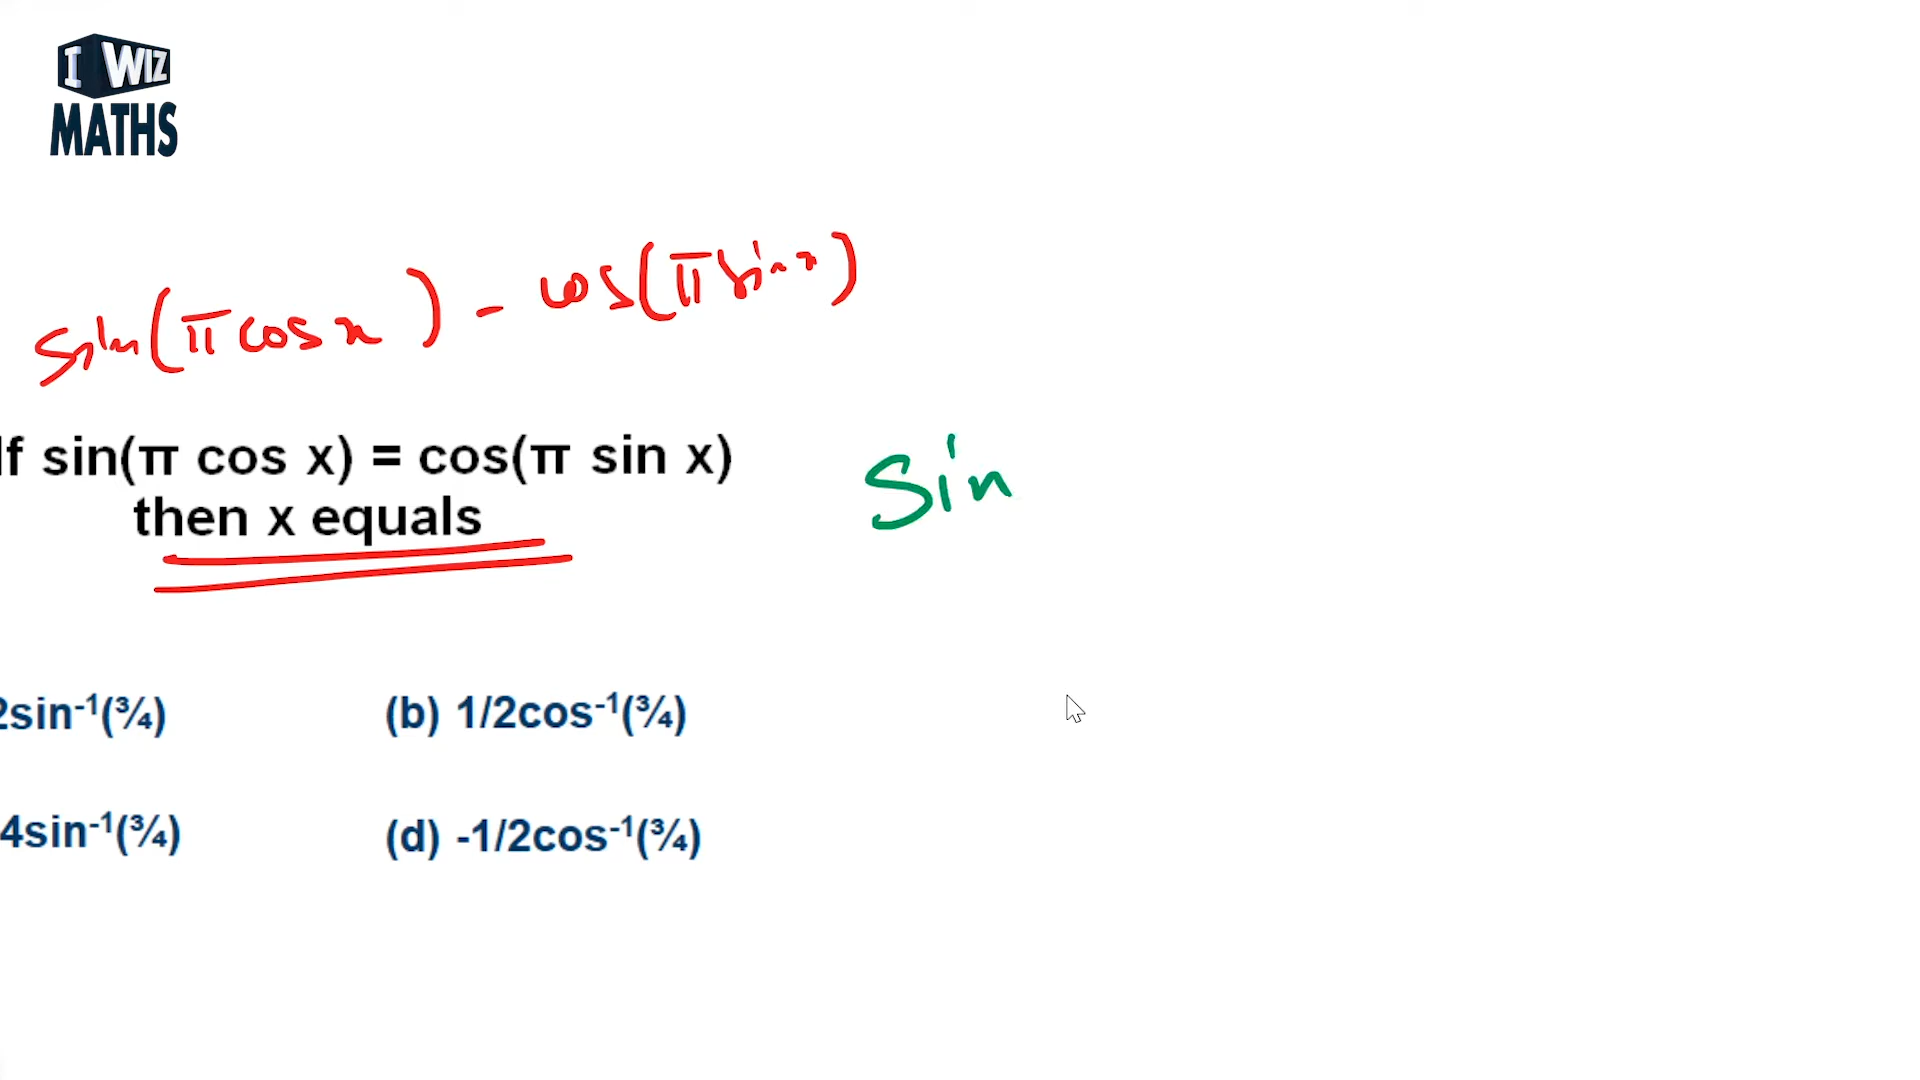 I WIZ
MATHS
sin(π cos x) - cos(π sin x)
If sin(π cos x) = cos(π sin x)
then x equals
sin
2sin⁻¹(¾) (b) 1/2cos⁻¹(¾)
4sin⁻¹(¾) (d) -1/2cos⁻¹(¾)